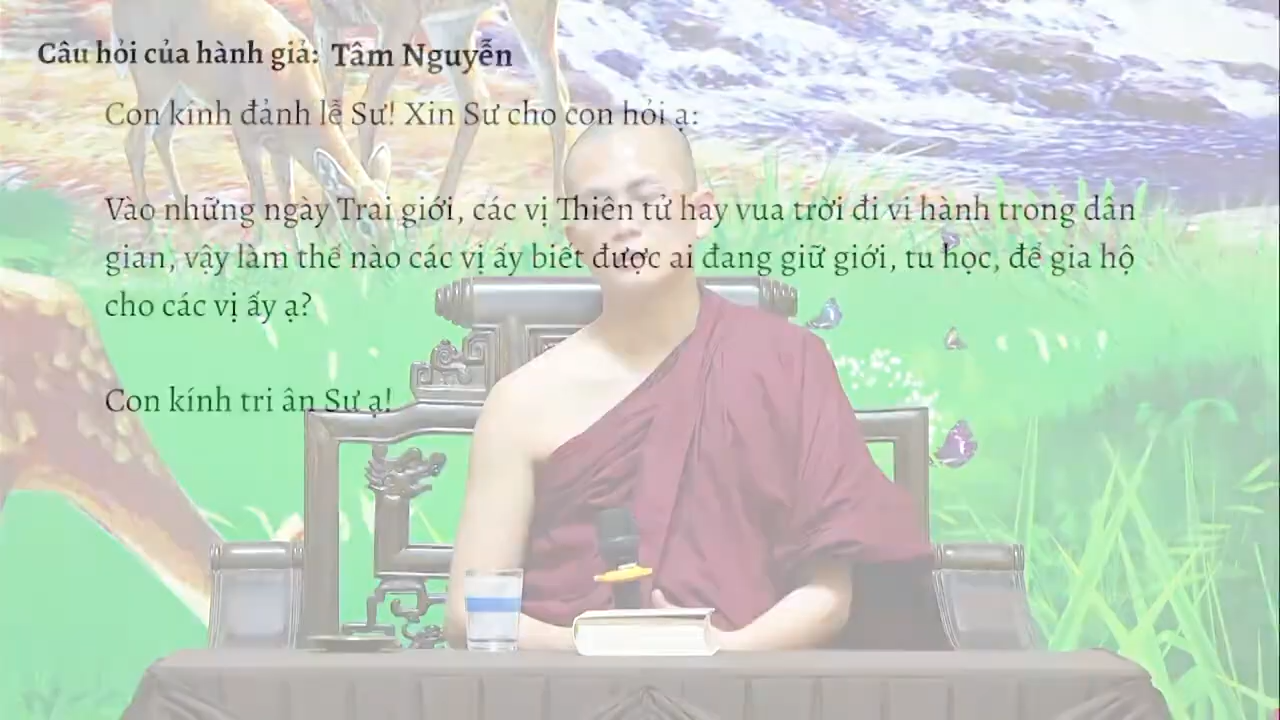 Câu hỏi của hành giả: Tâm Nguyễn
Con kính đảnh lễ Sư! Xin Sư cho con hỏi ạ:
Vào những ngày Trai giới, các vị Thiên tử hay vua trời đi vi hành trong dân
gian, vậy làm thế nào các vị ấy biết được ai đang giữ giới, tu học, để gia hộ
cho các vị ấy ạ?
Con kính tri ân Sư ạ!